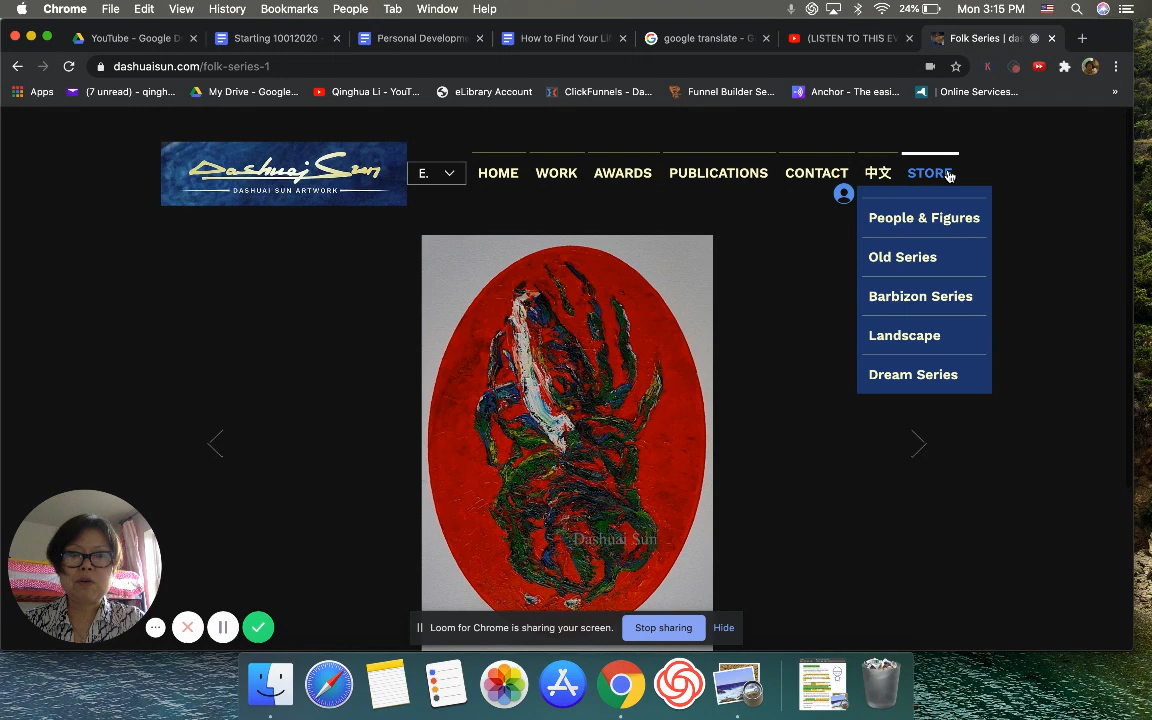 Chrome File Edit View History Bookmarks People Tab Window Help 24% Mon 3:15 PM
YouTube - Google D
Starting 10012020 -
Personal Developme
How to Find Your Li
google translate - G
(LISTEN TO THIS EV
Folk Series | das
dashuaisun.com/folk-series-1
Apps
(7 unread) - qingh...
My Drive - Google...
Qinghua Li - YouT...
eLibrary Account
ClickFunnels - Da...
Funnel Builder Se...
Anchor - The easi...
| Online Services...
»
Dashuai Sun
DASHUAI SUN ARTWORK
E.
HOME
WORK
AWARDS
PUBLICATIONS
CONTACT
中文
STORE
People & Figures
Old Series
Barbizon Series
Landscape
Dream Series
Dashuai Sun
Loom for Chrome is sharing your screen.
Stop sharing
Hide